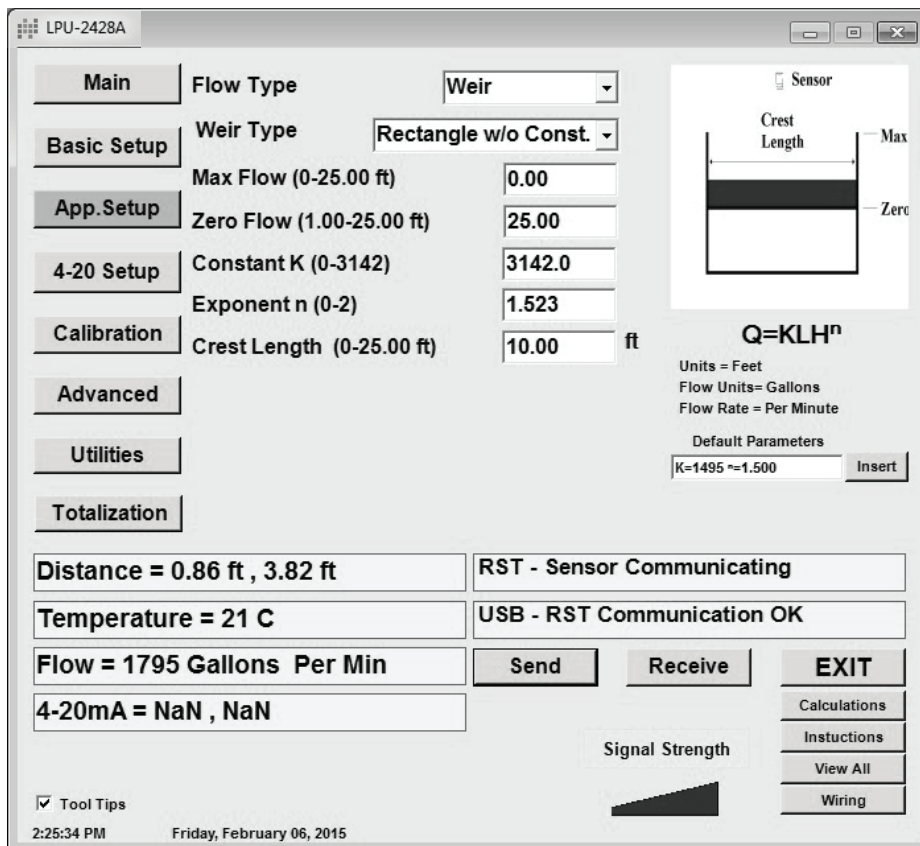 LPU-2428A
Main
Basic Setup
App.Setup
4-20 Setup
Calibration
Advanced
Utilities
Totalization
Flow Type
Weir
Weir Type
Rectangle w/o Const.
Max Flow (0-25.00 ft)
0.00
Zero Flow (1.00-25.00 ft)
25.00
Constant K (0-3142)
3142.0
Exponent n (0-2)
1.523
Crest Length (0-25.00 ft)
10.00
ft
Sensor
Crest
Length
Max
Zero
Q=KLHⁿ
Units = Feet
Flow Units= Gallons
Flow Rate = Per Minute
Default Parameters
K=1495 ⁿ=1.500
Insert
Distance = 0.86 ft , 3.82 ft
Temperature = 21 C
Flow = 1795 Gallons Per Min
4-20mA = NaN , NaN
RST - Sensor Communicating
USB - RST Communication OK
Send
Receive
EXIT
Calculations
Instuctions
View All
Wiring
Signal Strength
Tool Tips
2:25:34 PM
Friday, February 06, 2015